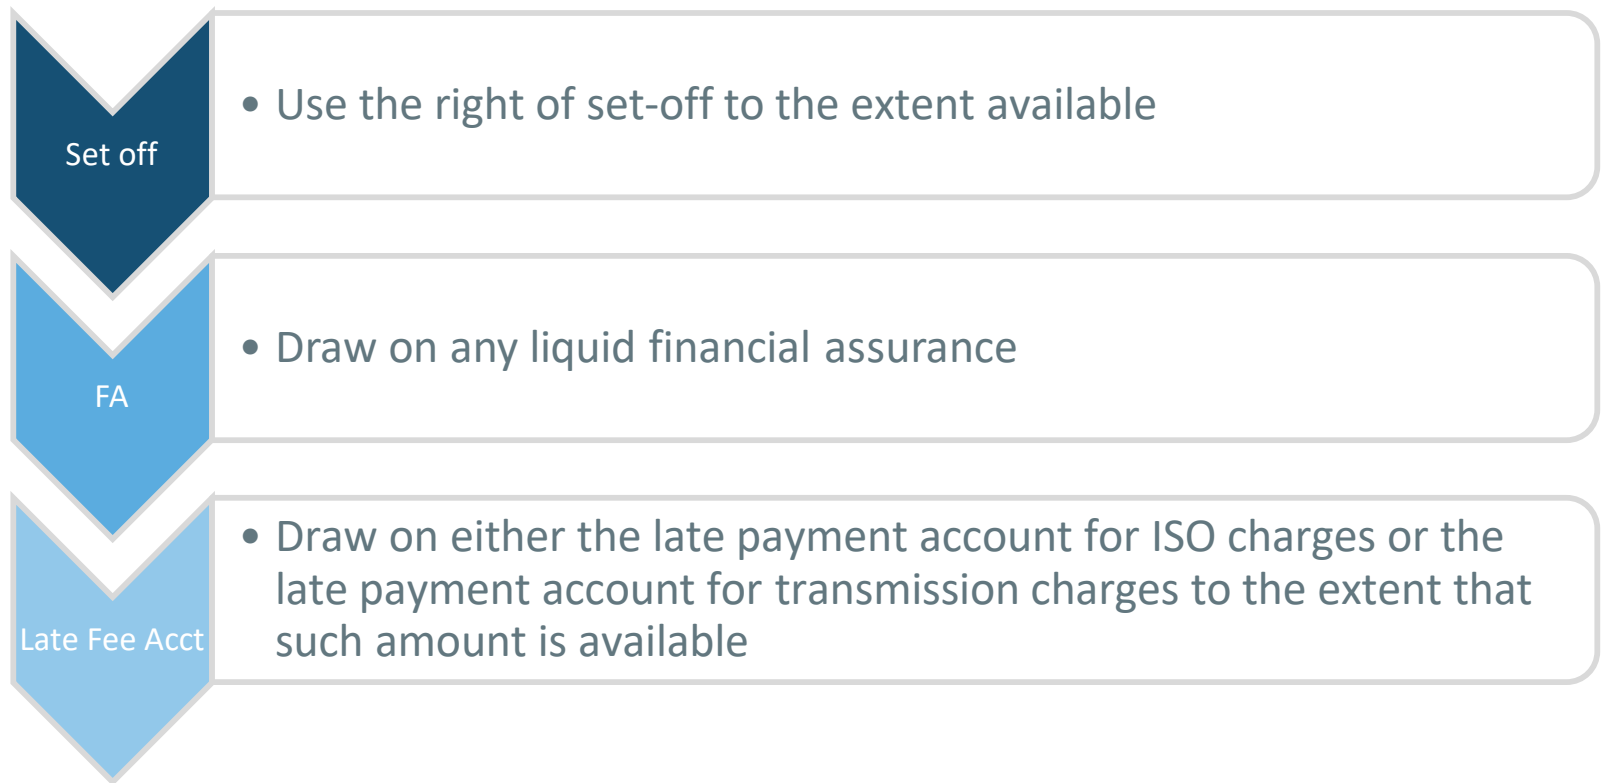 Set off
• Use the right of set-off to the extent available
FA
• Draw on any liquid financial assurance
Late Fee Acct
• Draw on either the late payment account for ISO charges or the
late payment account for transmission charges to the extent that
such amount is available